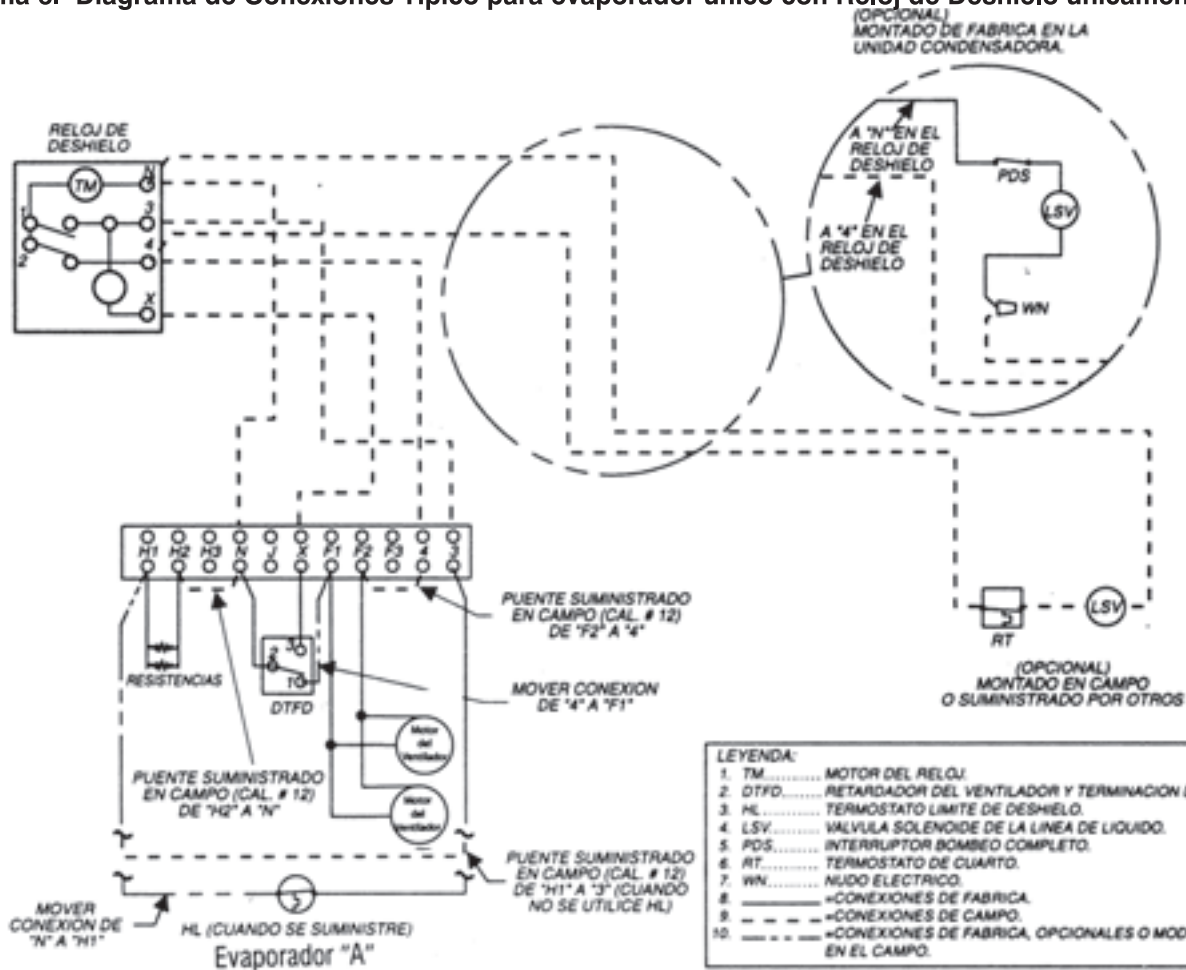 Diagrama de Conexiones Típico para evaporador único con Reloj de Deshielo
(OPCIONAL)
MONTADO DE FABRICA EN LA
UNIDAD CONDENSADORA.
RELOJ DE
DESHIELO
TM
N
1
3
2
4
X
A "N" EN EL
RELOJ DE
DESHIELO
PDS
LSV
A "4" EN EL
RELOJ DE
DESHIELO
WN
H1 H2 H3 N J X F1 F2 F3 4 3
PUENTE SUMINISTRADO
EN CAMPO (CAL. # 12)
DE "F2" A "4"
RESISTENCIAS
3
2
1
DTFD
MOVER CONEXION
DE "4" A "F1"
RT
LSV
(OPCIONAL)
MONTADO EN CAMPO
O SUMINISTRADO POR OTROS
Motor
del
Ventilador
Motor
del
Ventilador
PUENTE SUMINISTRADO
EN CAMPO (CAL. # 12)
DE "H2" A "N"
PUENTE SUMINISTRADO
EN CAMPO (CAL. # 12)
DE "H1" A "3" (CUANDO
NO SE UTILICE HL)
MOVER
CONEXION DE
"N" A "H1"
HL (CUANDO SE SUMINISTRE)
Evaporador "A"
LEYENDA:
1. TM.......... MOTOR DEL RELOJ.
2. DTFD....... RETARDADOR DEL VENTILADOR Y TERMINACION
3. HL.......... TERMOSTATO LIMITE DE DESHIELO.
4. LSV......... VALVULA SOLENOIDE DE LA LINEA DE LIQUIDO.
5. PDS........ INTERRUPTOR BOMBEO COMPLETO.
6. RT.......... TERMOSTATO DE CUARTO.
7. WN......... NUDO ELECTRICO.
8. =CONEXIONES DE FABRICA.
9. =CONEXIONES DE CAMPO.
10. =CONEXIONES DE FABRICA, OPCIONALES O MOD
EN EL CAMPO.